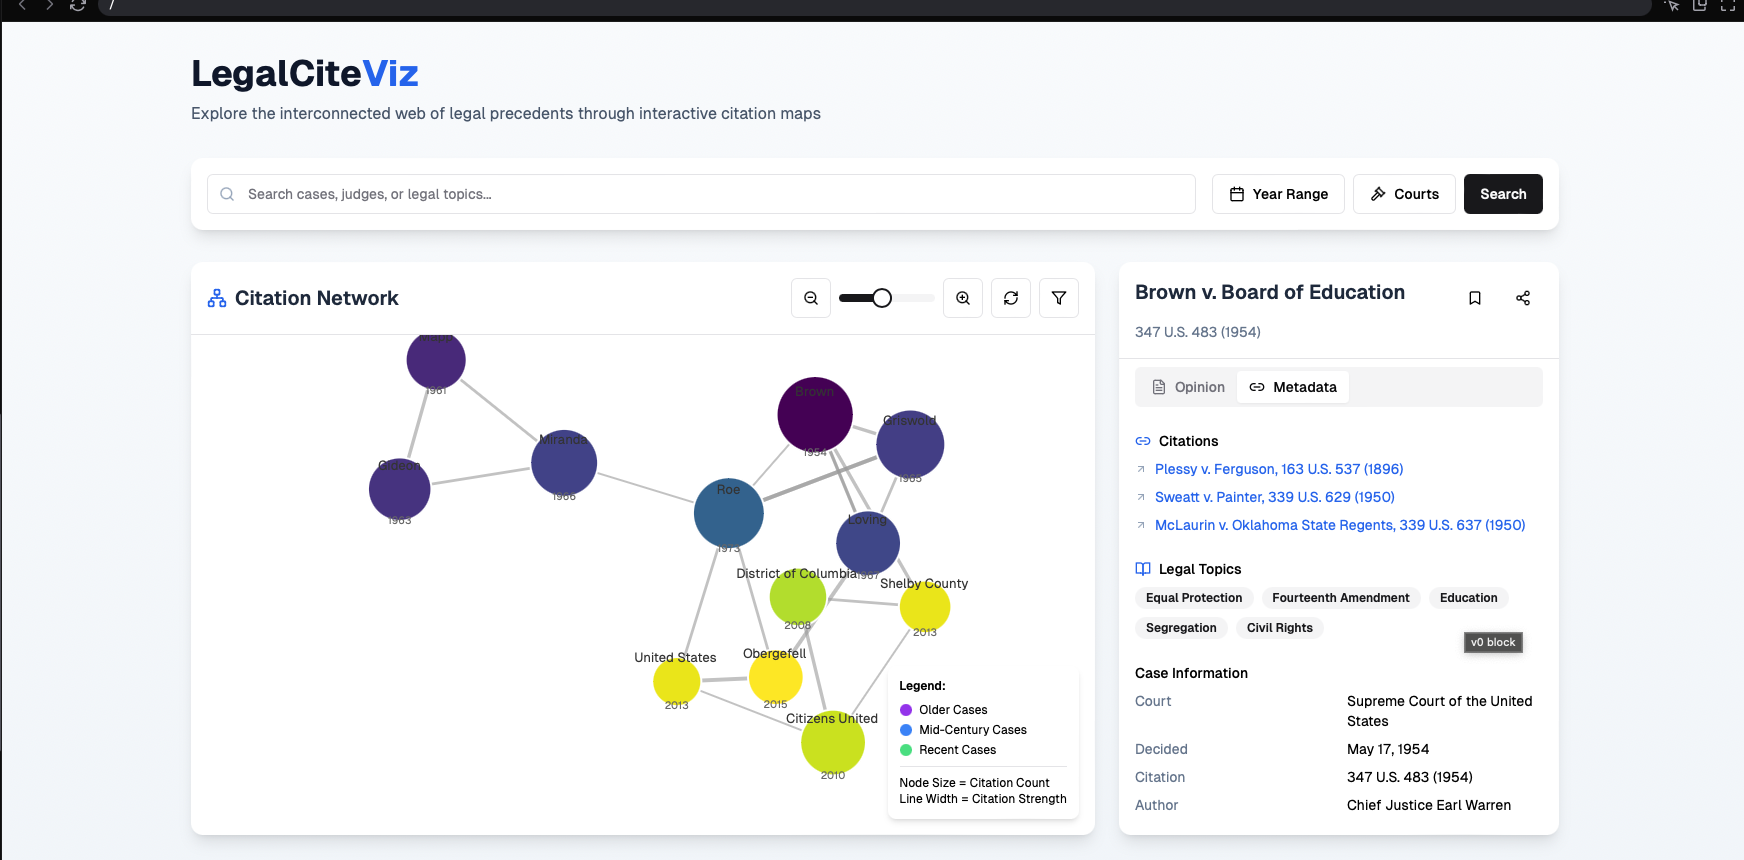 /
LegalCiteViz
Explore the interconnected web of legal precedents through interactive citation maps
Search cases, judges, or legal topics...
Year Range
Courts
Search
Citation Network
Mapp
1961
Brown
1954
Griswold
1965
Miranda
1966
Gideon
1963
Roe
1973
Loving
1967
District of Columbia
2008
Shelby County
2013
United States
2013
Obergefell
2015
Citizens United
2010
Legend:
Older Cases
Mid-Century Cases
Recent Cases
Node Size = Citation Count
Line Width = Citation Strength
Brown v. Board of Education
347 U.S. 483 (1954)
Opinion
Metadata
Citations
Plessy v. Ferguson, 163 U.S. 537 (1896)
Sweatt v. Painter, 339 U.S. 629 (1950)
McLaurin v. Oklahoma State Regents, 339 U.S. 637 (1950)
Legal Topics
Equal Protection
Fourteenth Amendment
Education
Segregation
Civil Rights
v0 block
Case Information
Court
Supreme Court of the United
States
Decided
May 17, 1954
Citation
347 U.S. 483 (1954)
Author
Chief Justice Earl Warren